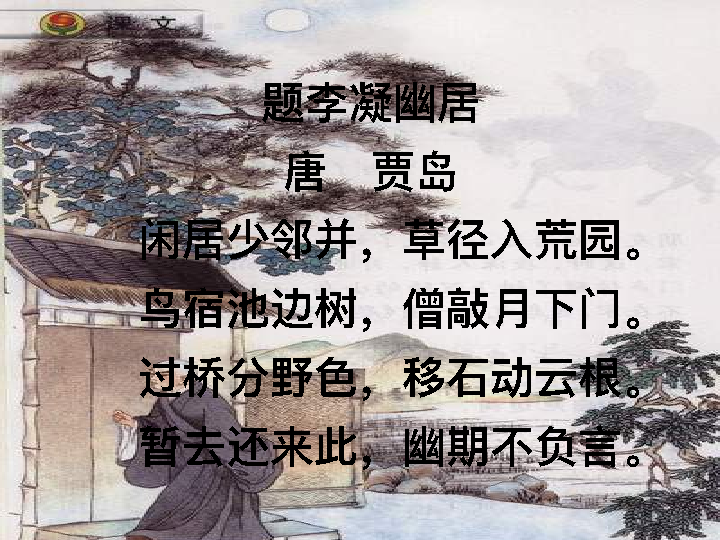 课 文
题李凝幽居
唐 贾岛
闲居少邻并，草径入荒园。
鸟宿池边树，僧敲月下门。
过桥分野色，移石动云根。
暂去还来此，幽期不负言。